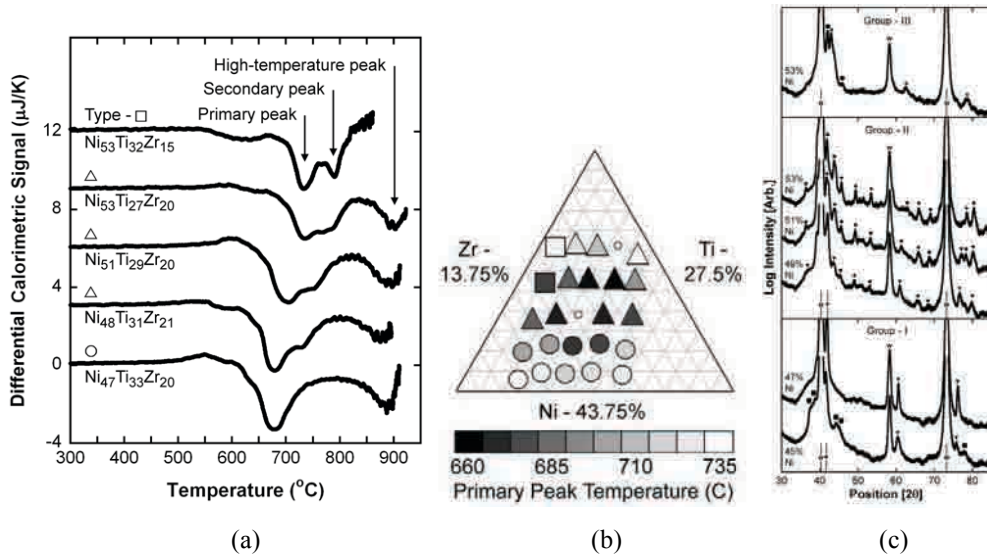 High-temperature peak
Secondary peak
Primary peak
Type - □
Ni53Ti32Zr15
△
Ni53Ti27Zr20
△
Ni51Ti29Zr20
△
Ni48Ti31Zr21
○
Ni47Ti33Zr20
Differential Calorimetric Signal (μJ/K)
12
8
4
0
-4
300 400 500 600 700 800 900
Temperature (°C)
(a)
Zr -
13.75%
Ti -
27.5%
Ni - 43.75%
660 685 710 735
Primary Peak Temperature (C)
(b)
Group - III
53%
Ni
Group - II
53%
Ni
51%
Ni
Ni
Group - I
47%
Ni
45%
Ni
Log Intensity [Arb.]
30 40 50 60 70 80
Position [2θ]
(c)